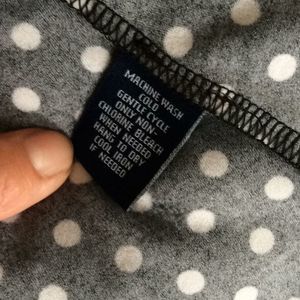 MACHINE WASH
COLD
GENTLE CYCLE
ONLY NON-
CHLORINE BLEACH
WHEN NEEDED
HANG TO DRY
COOL IRON
IF NEEDED